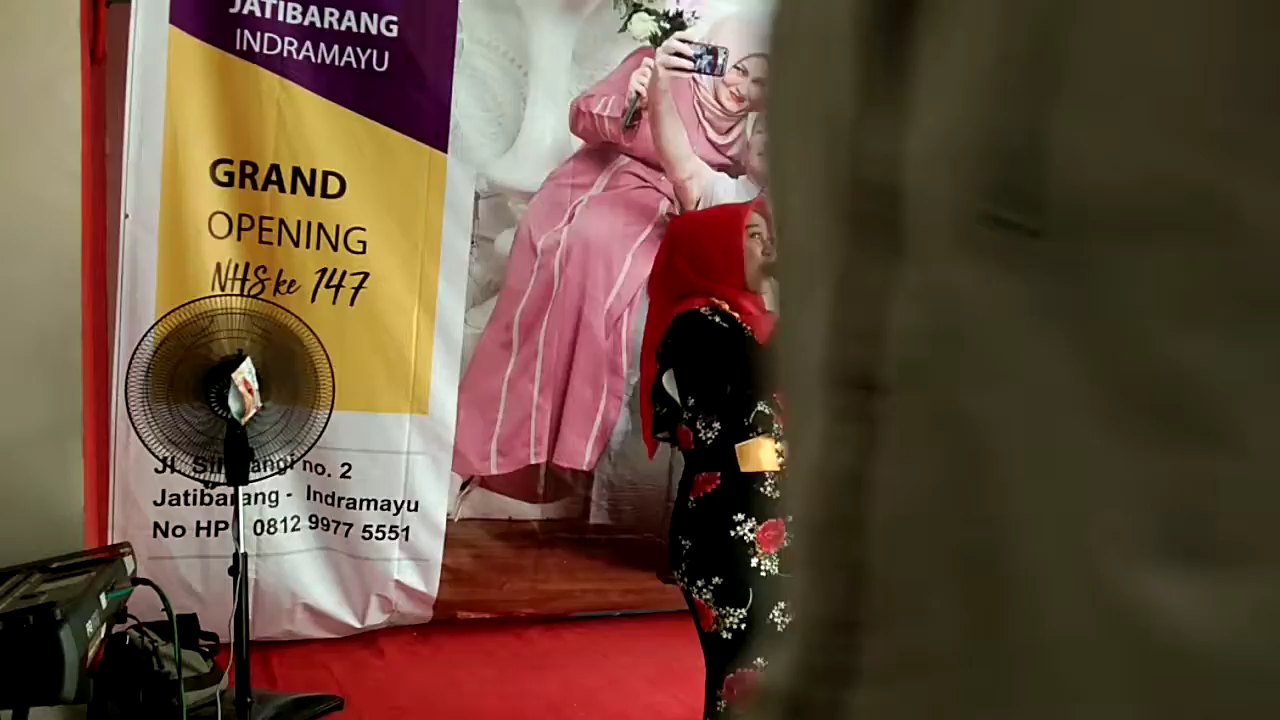 JATIBARANG
INDRAMAYU
GRAND
OPENING
NHS ke 147
Jl. no. 2
Jatibarang - Indramayu
No HP 0812 9977 5551